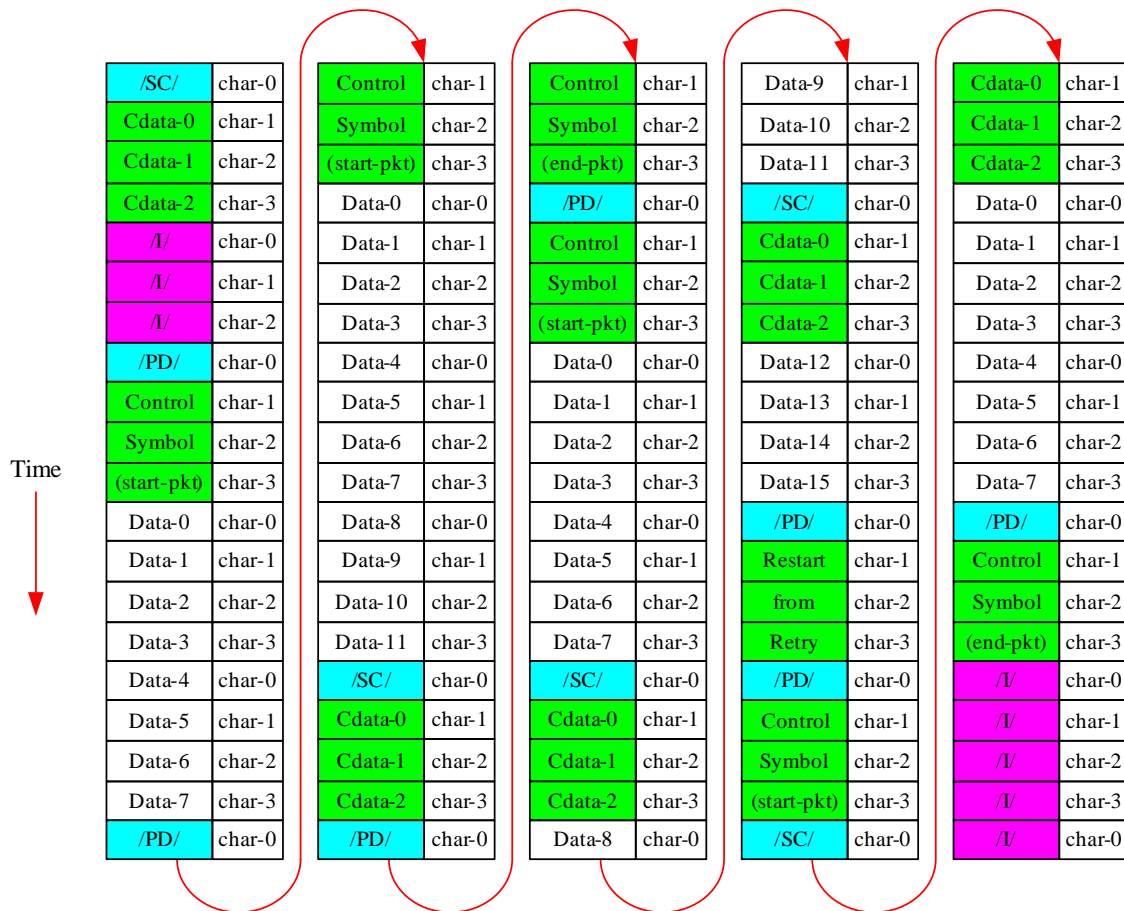 /SC/ char-0
Cdata-0 char-1
Cdata-1 char-2
Cdata-2 char-3
/I/ char-0
/I/ char-1
/I/ char-2
/PD/ char-0
Control char-1
Symbol char-2
Time
(start-pkt) char-3
Data-0 char-0
Data-1 char-1
Data-2 char-2
Data-3 char-3
Data-4 char-0
Data-5 char-1
Data-6 char-2
Data-7 char-3
/PD/ char-0
Control char-1
Symbol char-2
(start-pkt) char-3
Data-0 char-0
Data-1 char-1
Data-2 char-2
Data-3 char-3
Data-4 char-0
Data-5 char-1
Data-6 char-2
Data-7 char-3
Data-8 char-0
Data-9 char-1
Data-10 char-2
Data-11 char-3
/SC/ char-0
Cdata-0 char-1
Cdata-1 char-2
Cdata-2 char-3
/PD/ char-0
Control char-1
Symbol char-2
(end-pkt) char-3
/PD/ char-0
Control char-1
Symbol char-2
(start-pkt) char-3
Data-0 char-0
Data-1 char-1
Data-2 char-2
Data-3 char-3
Data-4 char-0
Data-5 char-1
Data-6 char-2
Data-7 char-3
/SC/ char-0
Cdata-0 char-1
Cdata-1 char-2
Cdata-2 char-3
Data-8 char-0
Data-9 char-1
Data-10 char-2
Data-11 char-3
/SC/ char-0
Cdata-0 char-1
Cdata-1 char-2
Cdata-2 char-3
Data-12 char-0
Data-13 char-1
Data-14 char-2
Data-15 char-3
/PD/ char-0
Restart char-1
from char-2
Retry char-3
/PD/ char-0
Control char-1
Symbol char-2
(start-pkt) char-3
/SC/ char-0
Cdata-0 char-1
Cdata-1 char-2
Cdata-2 char-3
Data-0 char-0
Data-1 char-1
Data-2 char-2
Data-3 char-3
Data-4 char-0
Data-5 char-1
Data-6 char-2
Data-7 char-3
/PD/ char-0
Control char-1
Symbol char-2
(end-pkt) char-3
/I/ char-0
/I/ char-1
/I/ char-2
/I/ char-3
/I/ char-0